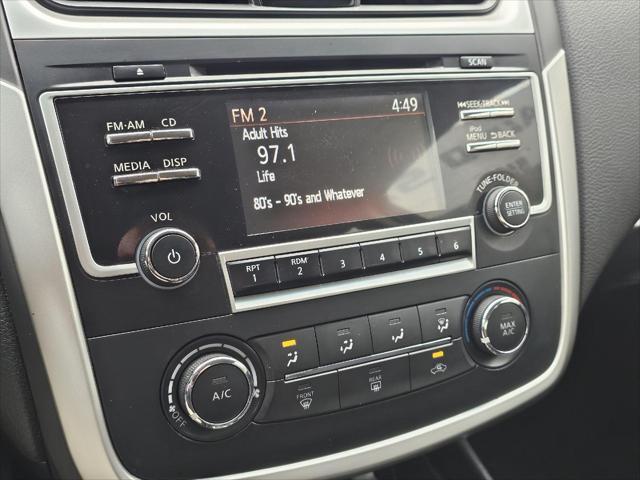 SCAN
FM 2 4:49
Adult Hits
97.1
Life
80's - 90's and Whatever
FM·AM CD
MEDIA DISP
SEEK·TRACK
iPod
MENU BACK
TUNE·FOLDER
ENTER
SETTING
VOL
RPT RDM
1 2 3 4 5 6
A/C
OFF
FRONT
REAR
MAX
A/C